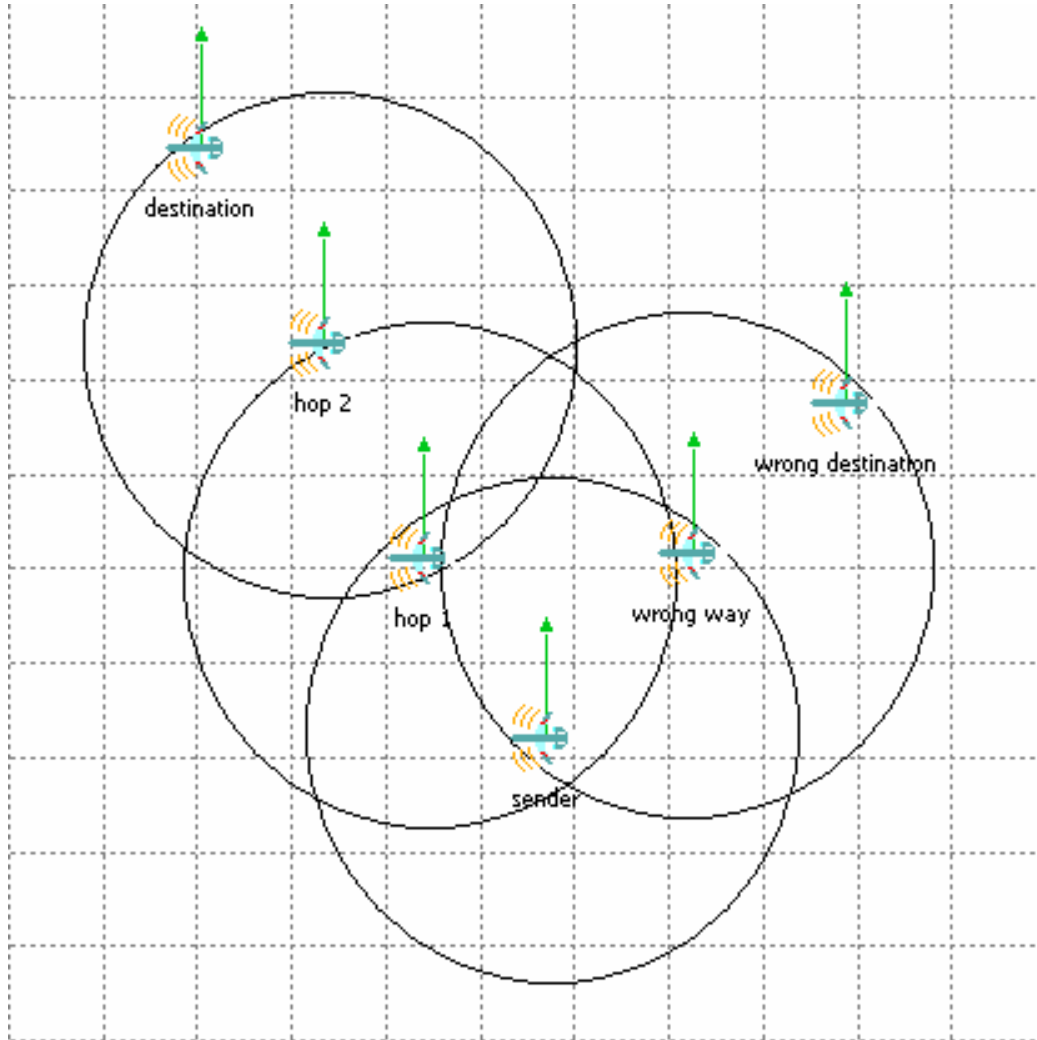 destination
hop 2
wrong destination
hop 1
wrong way
sender